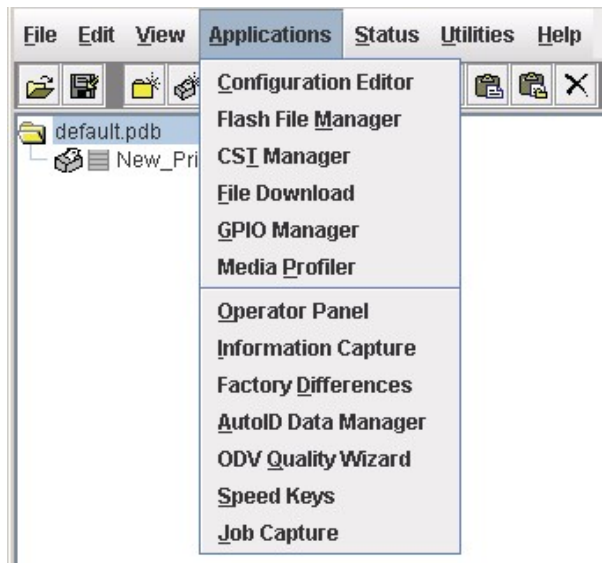 File Edit View Applications Status Utilities Help
default.pdb
New_Pri
Configuration Editor
Flash File Manager
CST Manager
File Download
GPIO Manager
Media Profiler
Operator Panel
Information Capture
Factory Differences
AutoID Data Manager
ODV Quality Wizard
Speed Keys
Job Capture